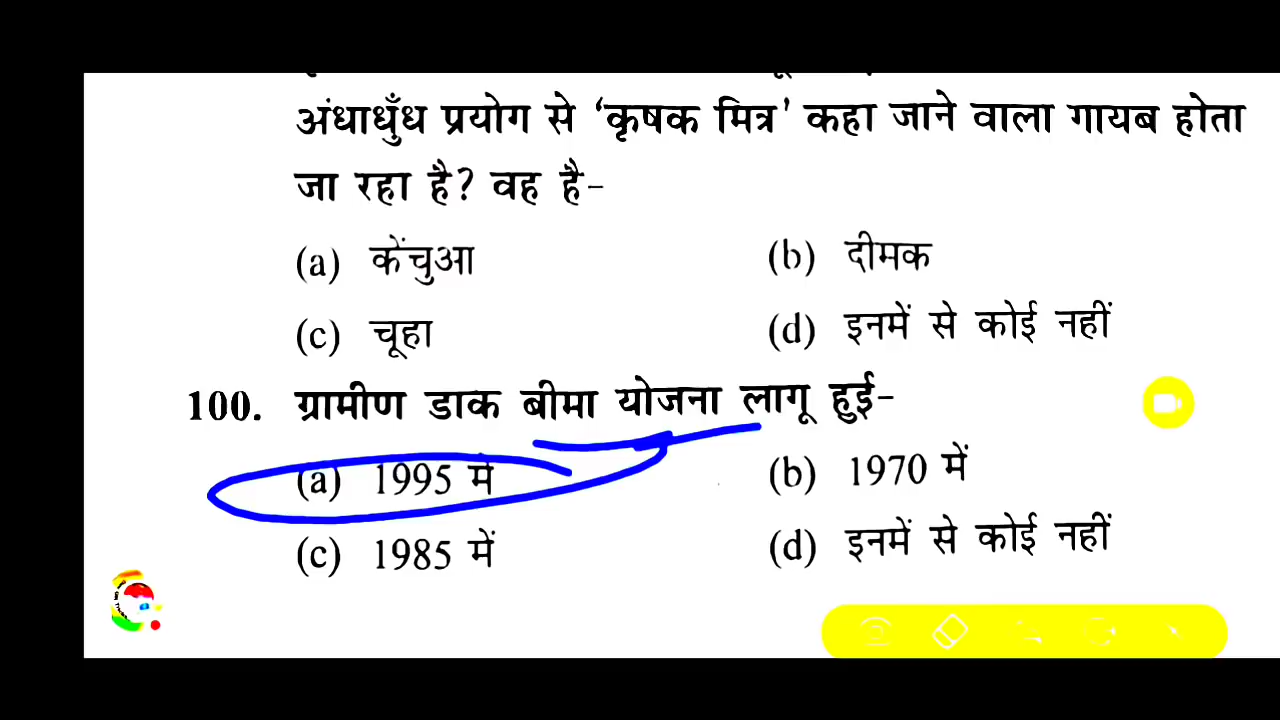 अंधाधुँध प्रयोग से ‘कृषक मित्र’ कहा जाने वाला गायब होता
जा रहा है? वह है-
(a) केंचुआ (b) दीमक
(c) चूहा (d) इनमें से कोई नहीं
100. ग्रामीण डाक बीमा योजना लागू हुई-
(a) 1995 में (b) 1970 में
(c) 1985 में (d) इनमें से कोई नहीं